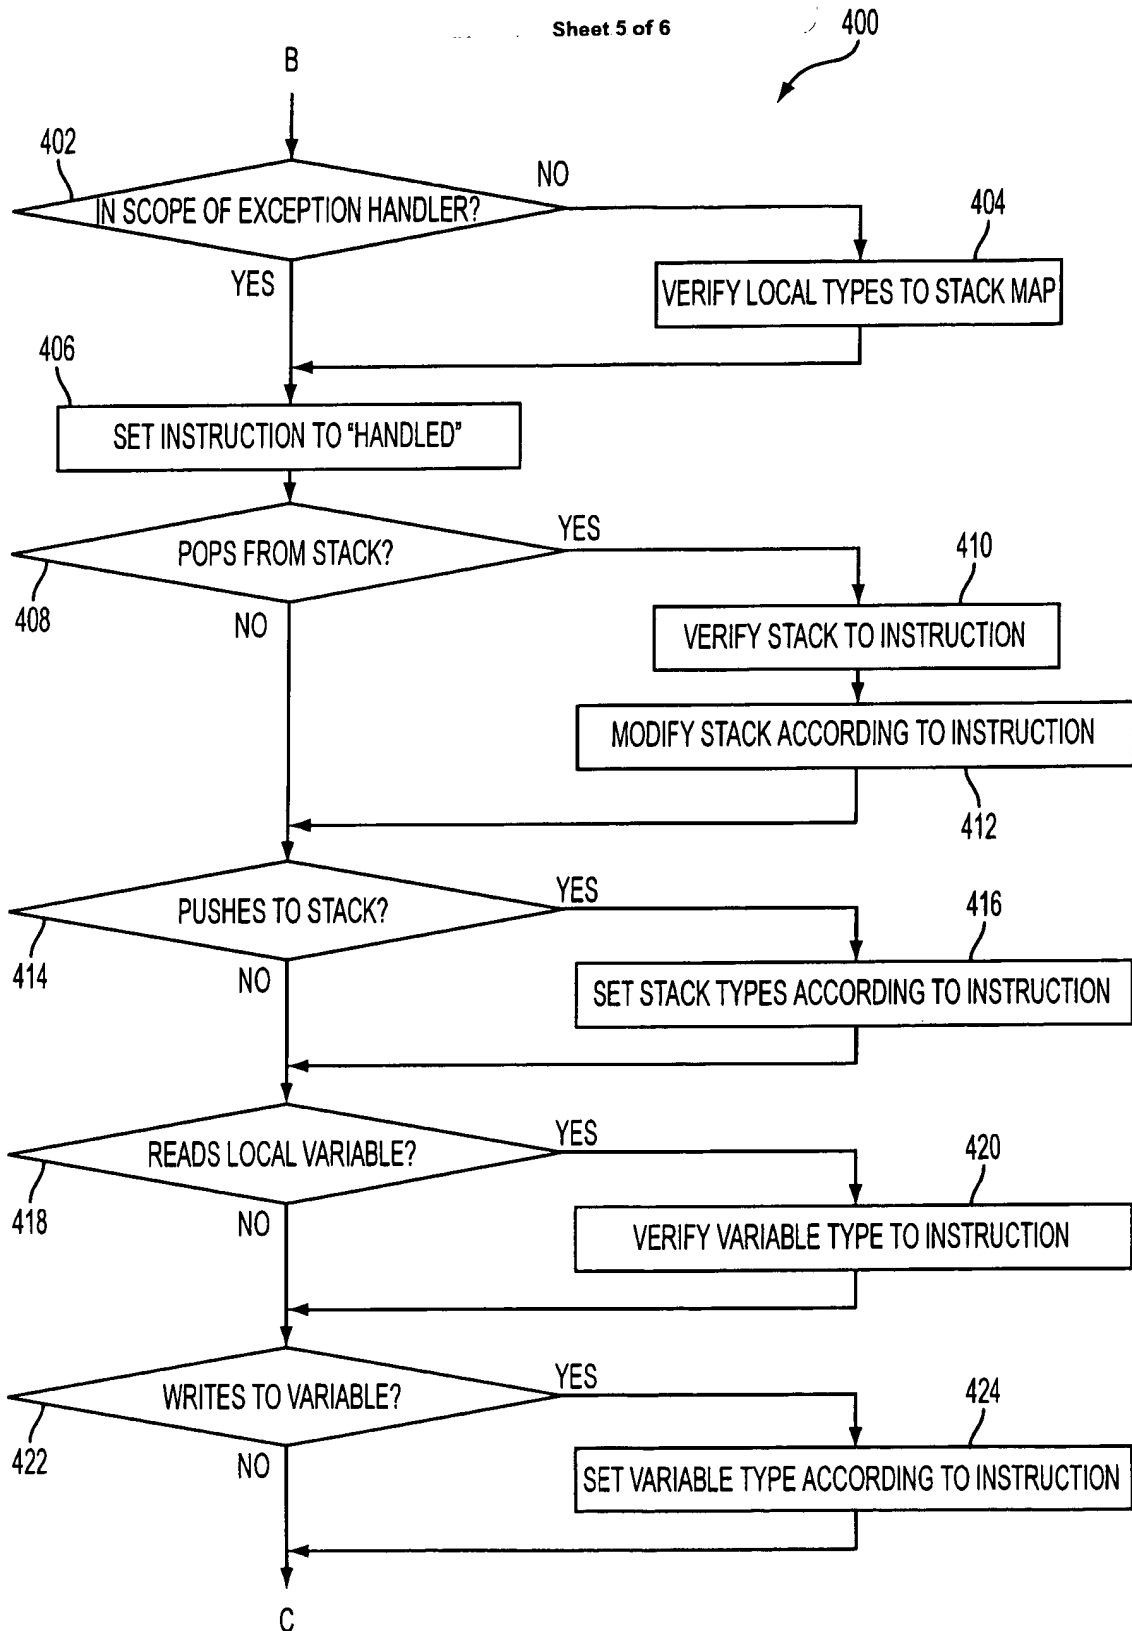 Sheet 5 of 6
400
B
402
IN SCOPE OF EXCEPTION HANDLER?
NO
YES
404
VERIFY LOCAL TYPES TO STACK MAP
406
SET INSTRUCTION TO "HANDLED"
POPS FROM STACK?
YES
408
NO
410
VERIFY STACK TO INSTRUCTION
MODIFY STACK ACCORDING TO INSTRUCTION
412
PUSHES TO STACK?
YES
414
NO
416
SET STACK TYPES ACCORDING TO INSTRUCTION
READS LOCAL VARIABLE?
YES
418
NO
420
VERIFY VARIABLE TYPE TO INSTRUCTION
WRITES TO VARIABLE?
YES
422
NO
424
SET VARIABLE TYPE ACCORDING TO INSTRUCTION
C